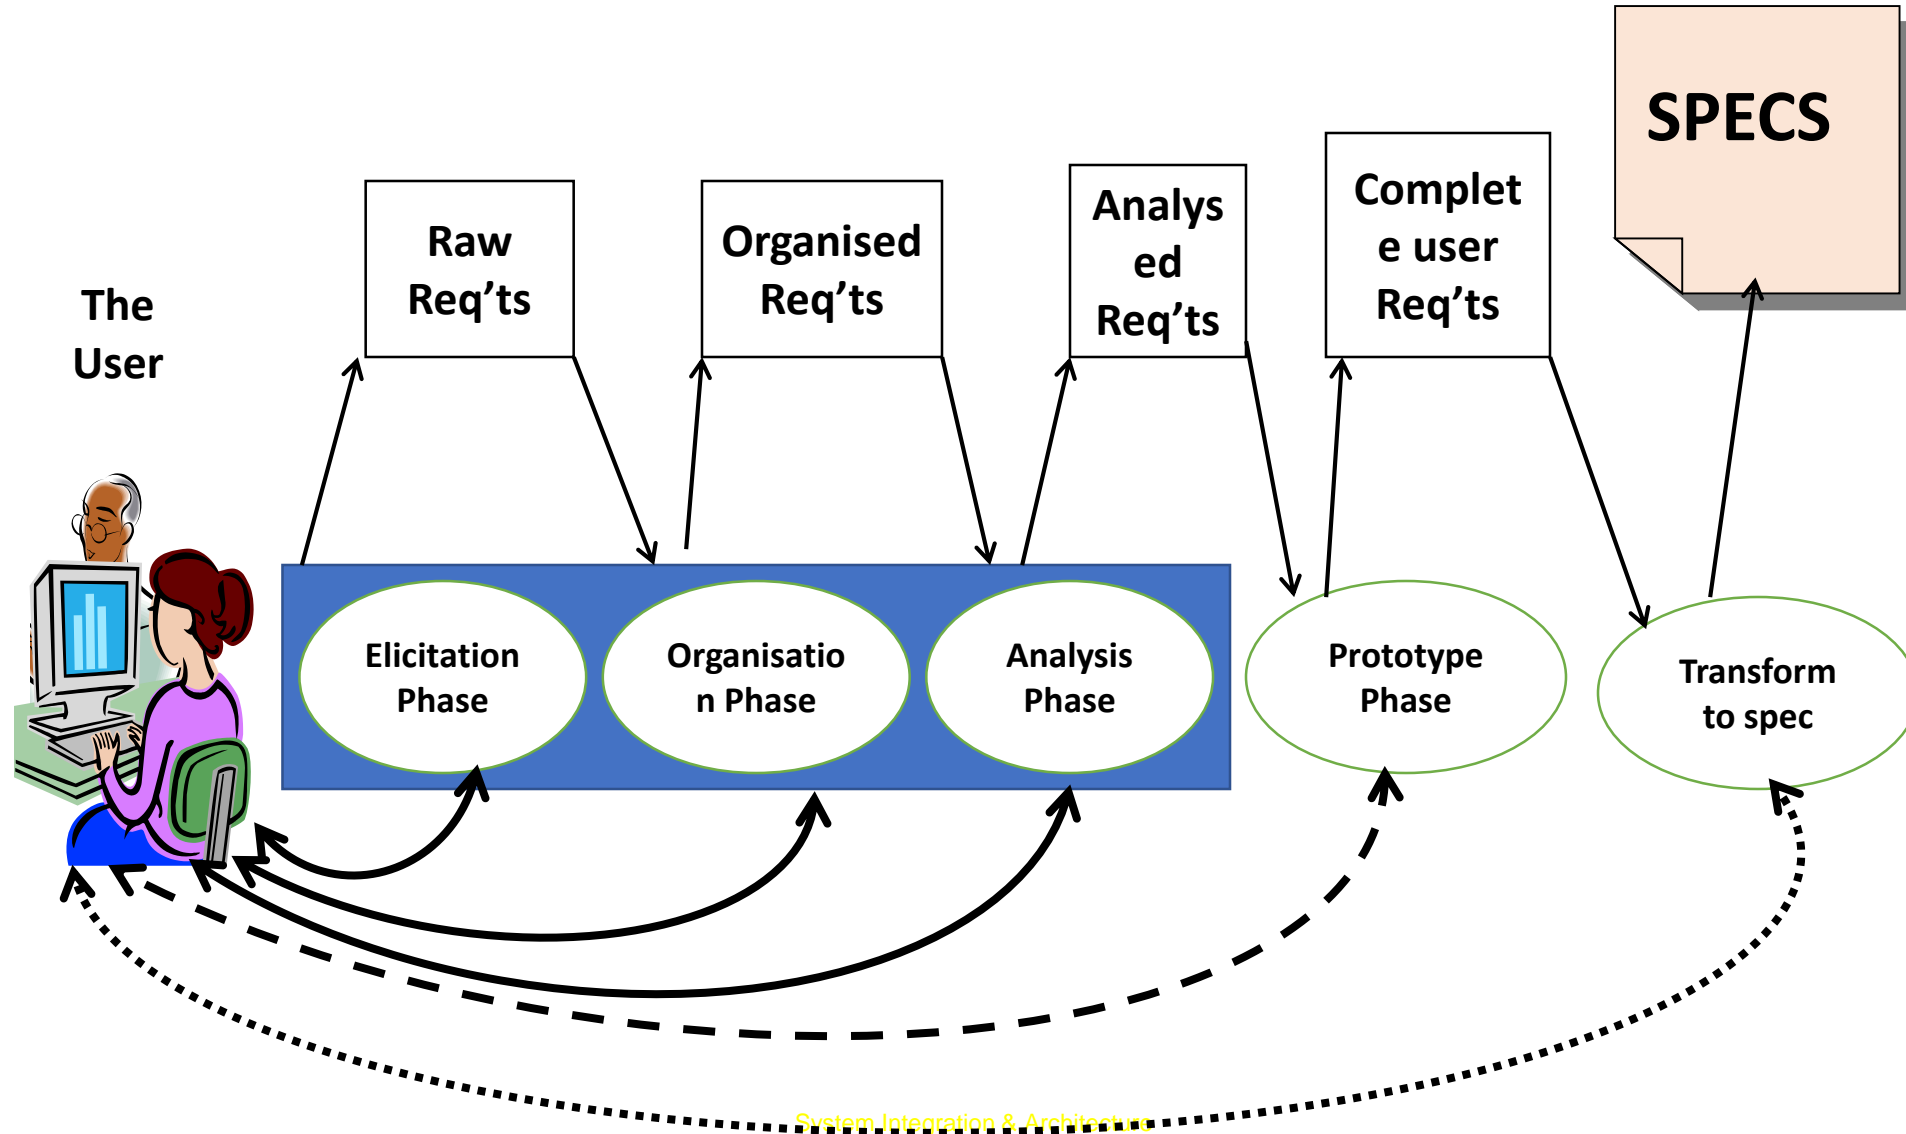 SPECS
The
User
Raw
Req’ts
Organised
Req’ts
Analys
ed
Req’ts
Complet
e user
Req’ts
Elicitation
Phase
Organisatio
n Phase
Analysis
Phase
Prototype
Phase
Transform
to spec
System Integration & Architecture